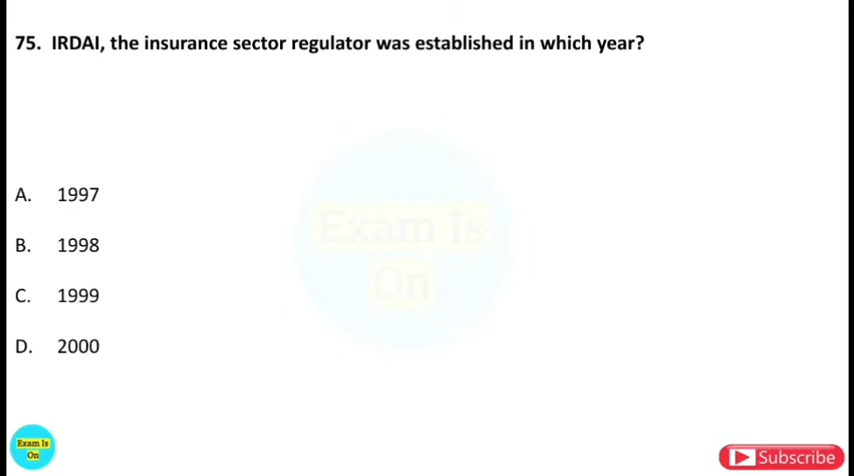 75. IRDAI, the insurance sector regulator was established in which year?
Exam Is
On
A. 1997
B. 1998
C. 1999
D. 2000
Exam Is
On
Subscribe